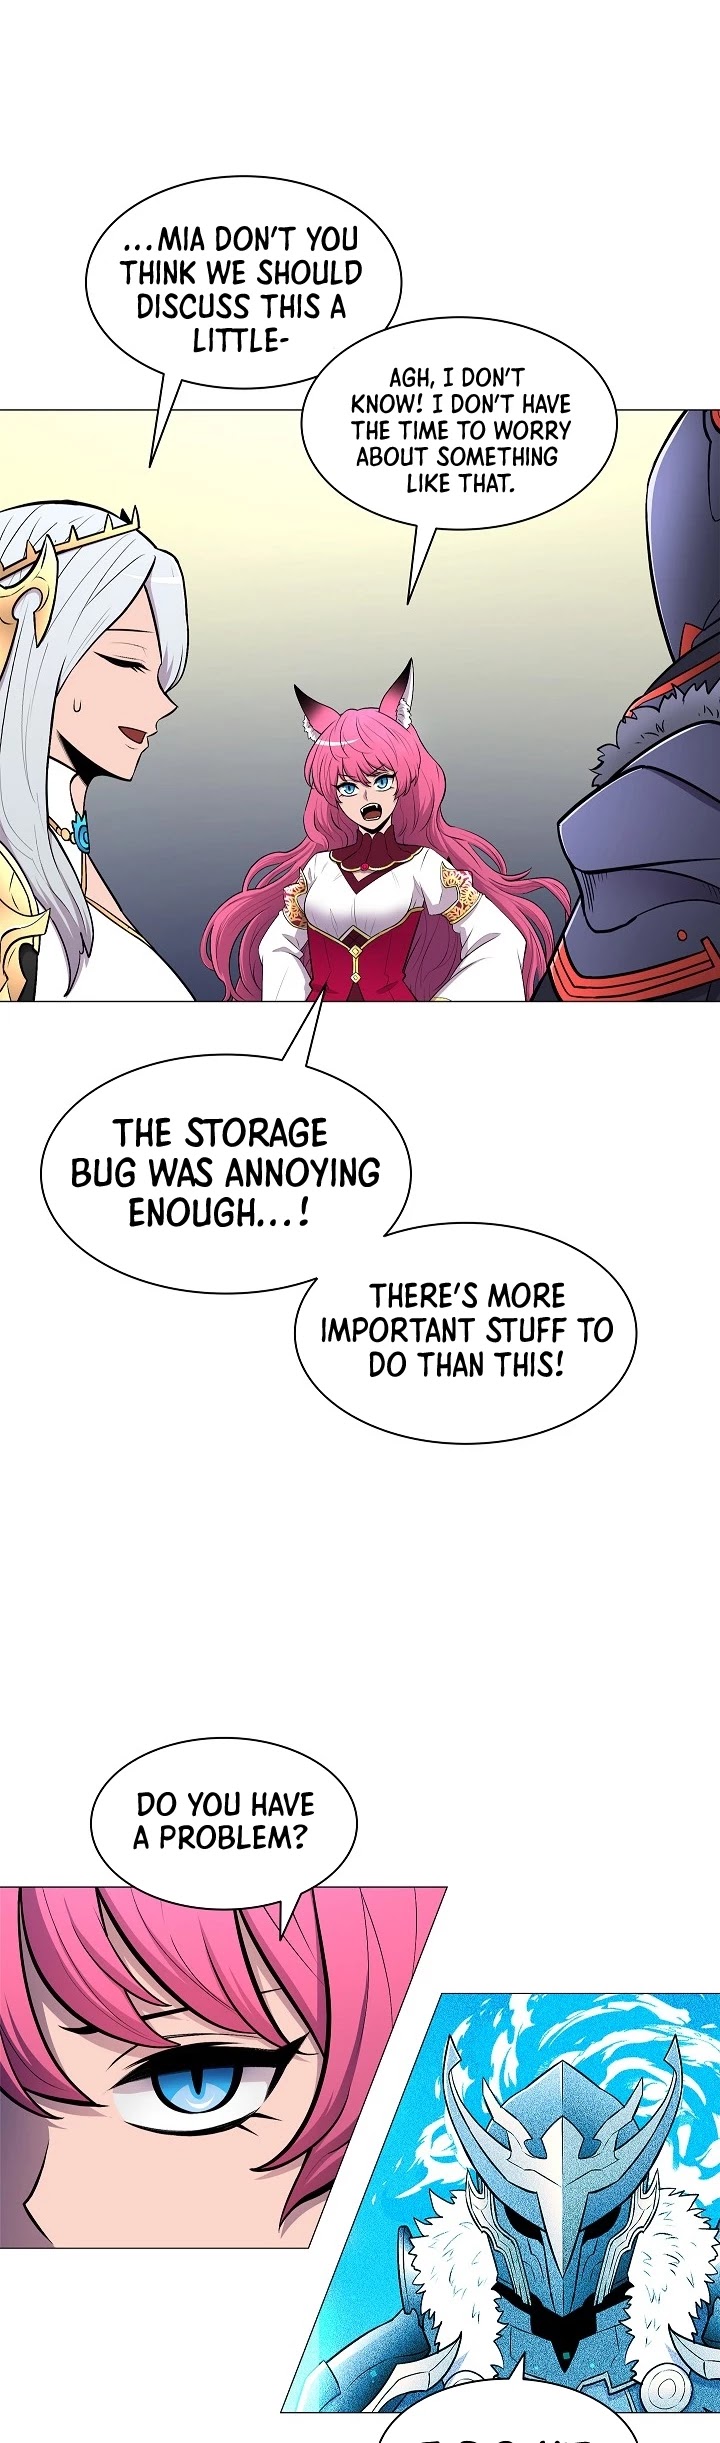 ...MIA DON'T YOU
THINK WE SHOULD
DISCUSS THIS A
LITTLE-
AGH, I DON'T
KNOW! I DON'T HAVE
THE TIME TO WORRY
ABOUT SOMETHING
LIKE THAT.
THE STORAGE
BUG WAS ANNOYING
ENOUGH...!
THERE'S MORE
IMPORTANT STUFF TO
DO THAN THIS!
DO YOU HAVE
A PROBLEM?